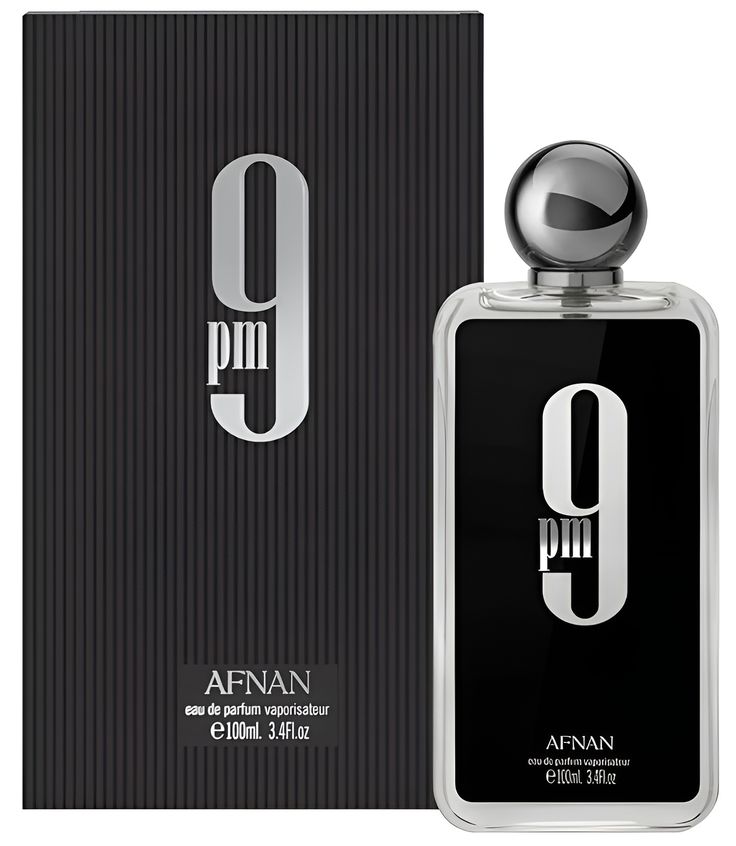 9
pm
AFNAN
eau de parfum vaporisateur
℮100ml. 3.4Fl.oz
9
pm
AFNAN
eau de parfum vaporisateur
℮100ml. 3.4Fl.oz